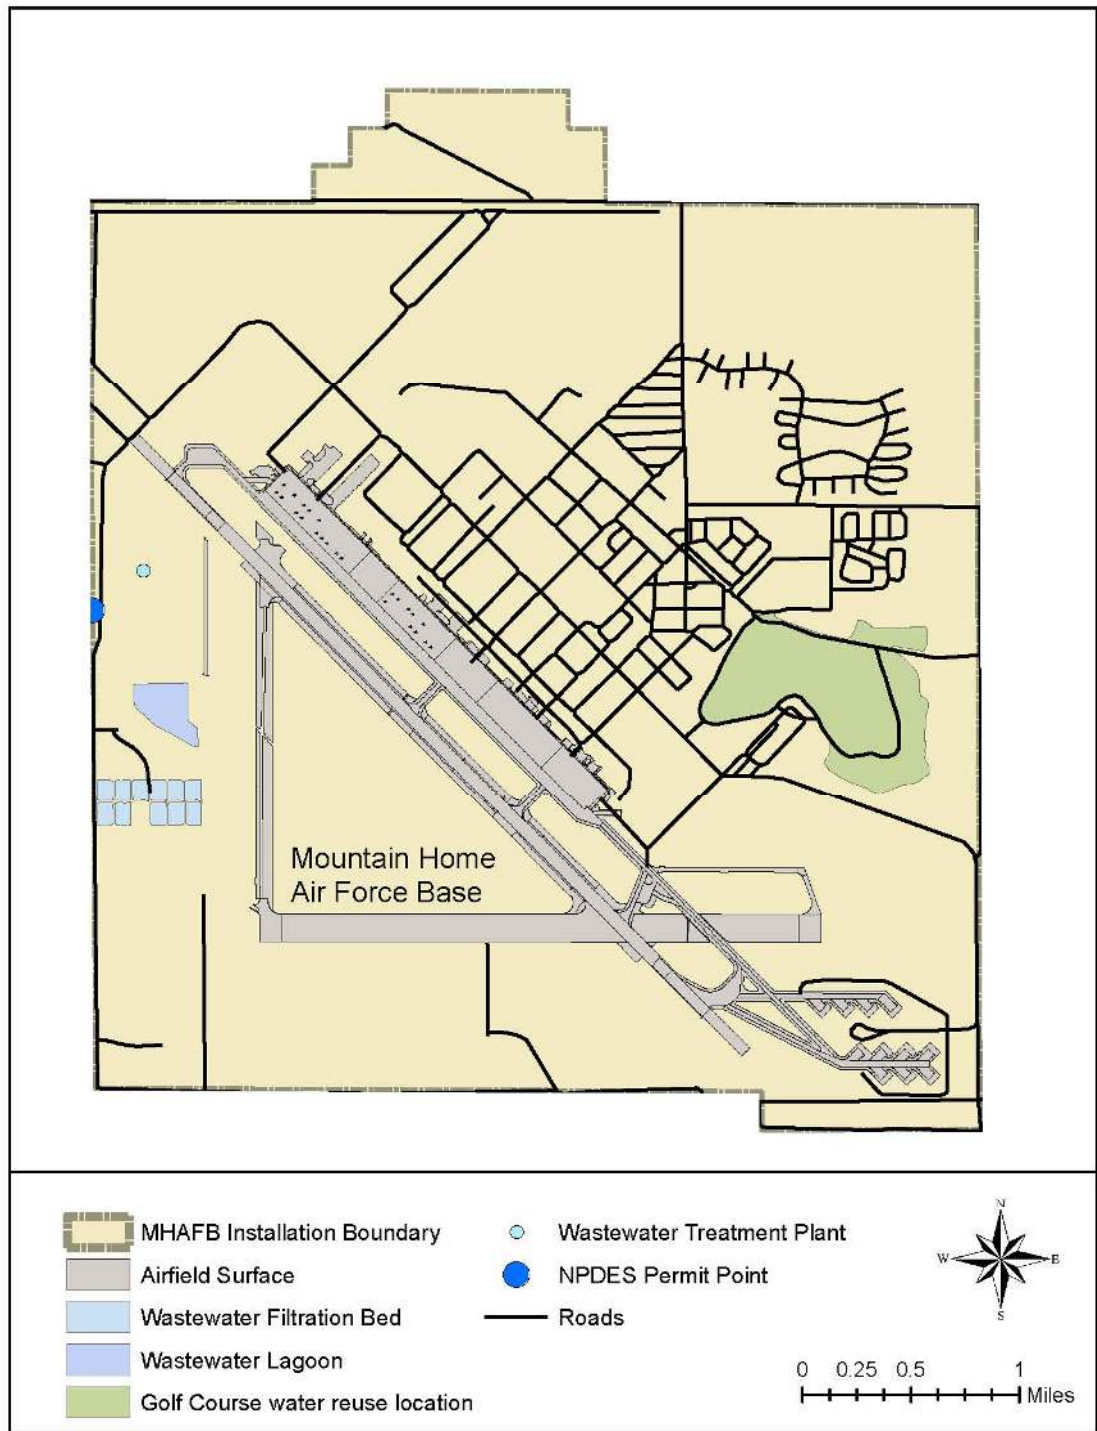 Mountain Home
Air Force Base
MHAFB Installation Boundary
Airfield Surface
Wastewater Filtration Bed
Wastewater Lagoon
Golf Course water reuse location
Wastewater Treatment Plant
NPDES Permit Point
Roads
N
W E
S
0 0.25 0.5 1
Miles